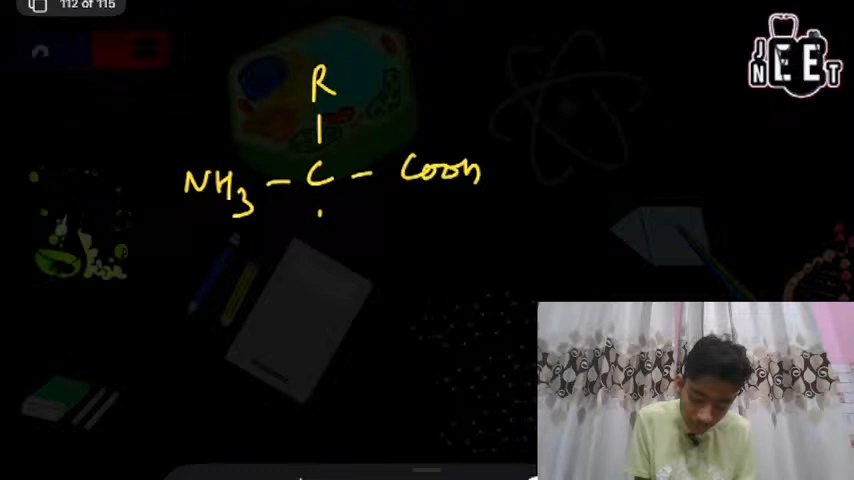 112 of 115
J
NEET
R
NH3 - C - COOH